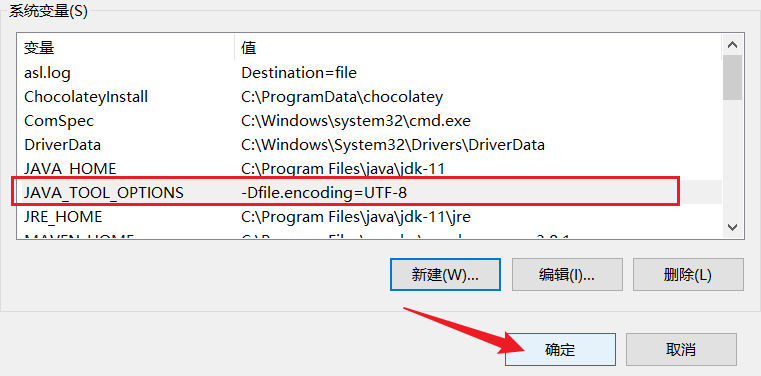 系统变量(S)
变量 值
asl.log Destination=file
ChocolateyInstall C:\ProgramData\chocolatey
ComSpec C:\Windows\system32\cmd.exe
DriverData C:\Windows\System32\Drivers\DriverData
JAVA_HOME C:\Program Files\java\jdk-11
JAVA_TOOL_OPTIONS -Dfile.encoding=UTF-8
JRE_HOME C:\Program Files\java\jdk-11\jre
新建(W)... 编辑(I)... 删除(L)
确定 取消